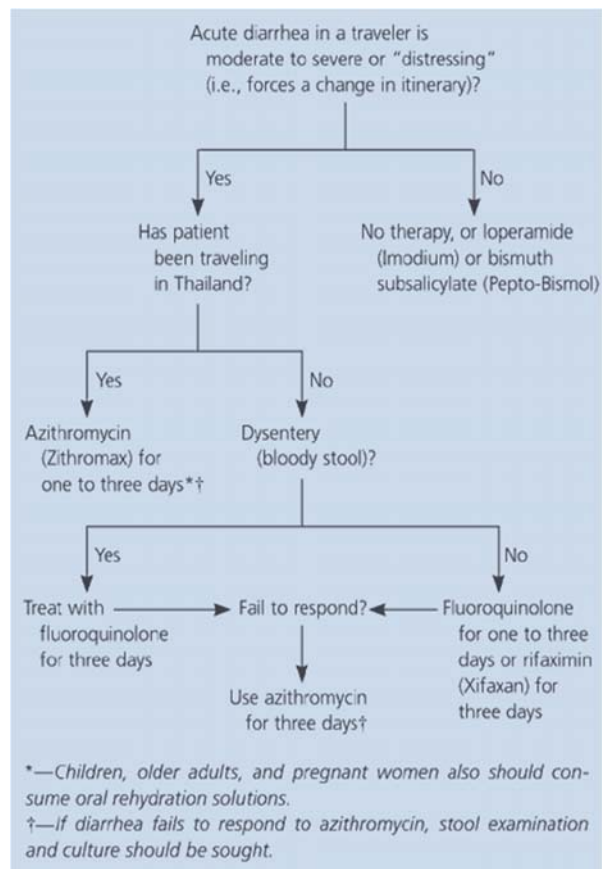 Acute diarrhea in a traveler is
moderate to severe or “distressing”
(i.e., forces a change in itinerary)?
Yes
No
Has patient
been traveling
in Thailand?
No therapy, or loperamide
(Imodium) or bismuth
subsalicylate (Pepto-Bismol)
Yes
No
Azithromycin
(Zithromax) for
one to three days*†
Dysentery
(bloody stool)?
Yes
No
Treat with
fluoroquinolone
for three days
Fail to respond?
Fluoroquinolone
for one to three
days or rifaximin
(Xifaxan) for
three days
Use azithromycin
for three days†
*—Children, older adults, and pregnant women also should con-
sume oral rehydration solutions.
†—If diarrhea fails to respond to azithromycin, stool examination
and culture should be sought.